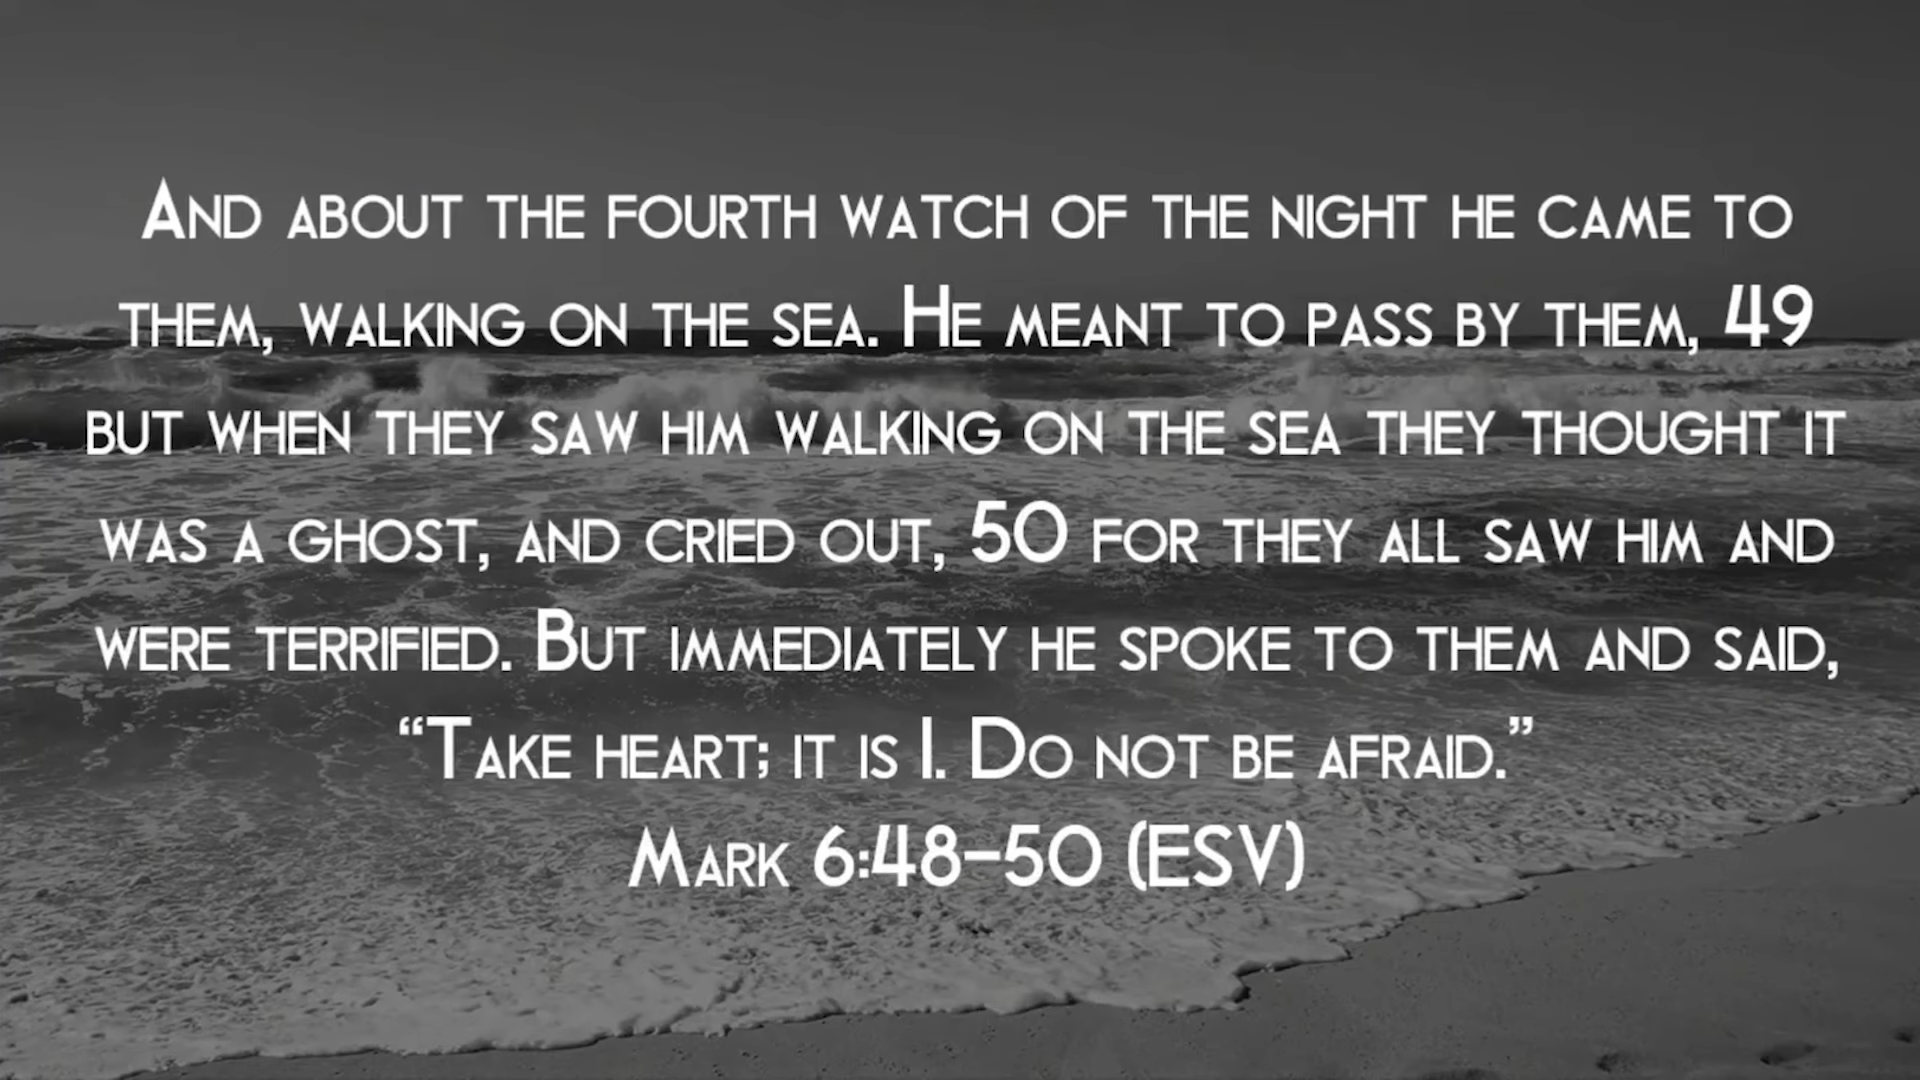 And about the fourth watch of the night he came to
them, walking on the sea. He meant to pass by them, 49
but when they saw him walking on the sea they thought it
was a ghost, and cried out, 50 for they all saw him and
were terrified. But immediately he spoke to them and said,
“Take heart; it is I. Do not be afraid.”
Mark 6:48–50 (ESV)